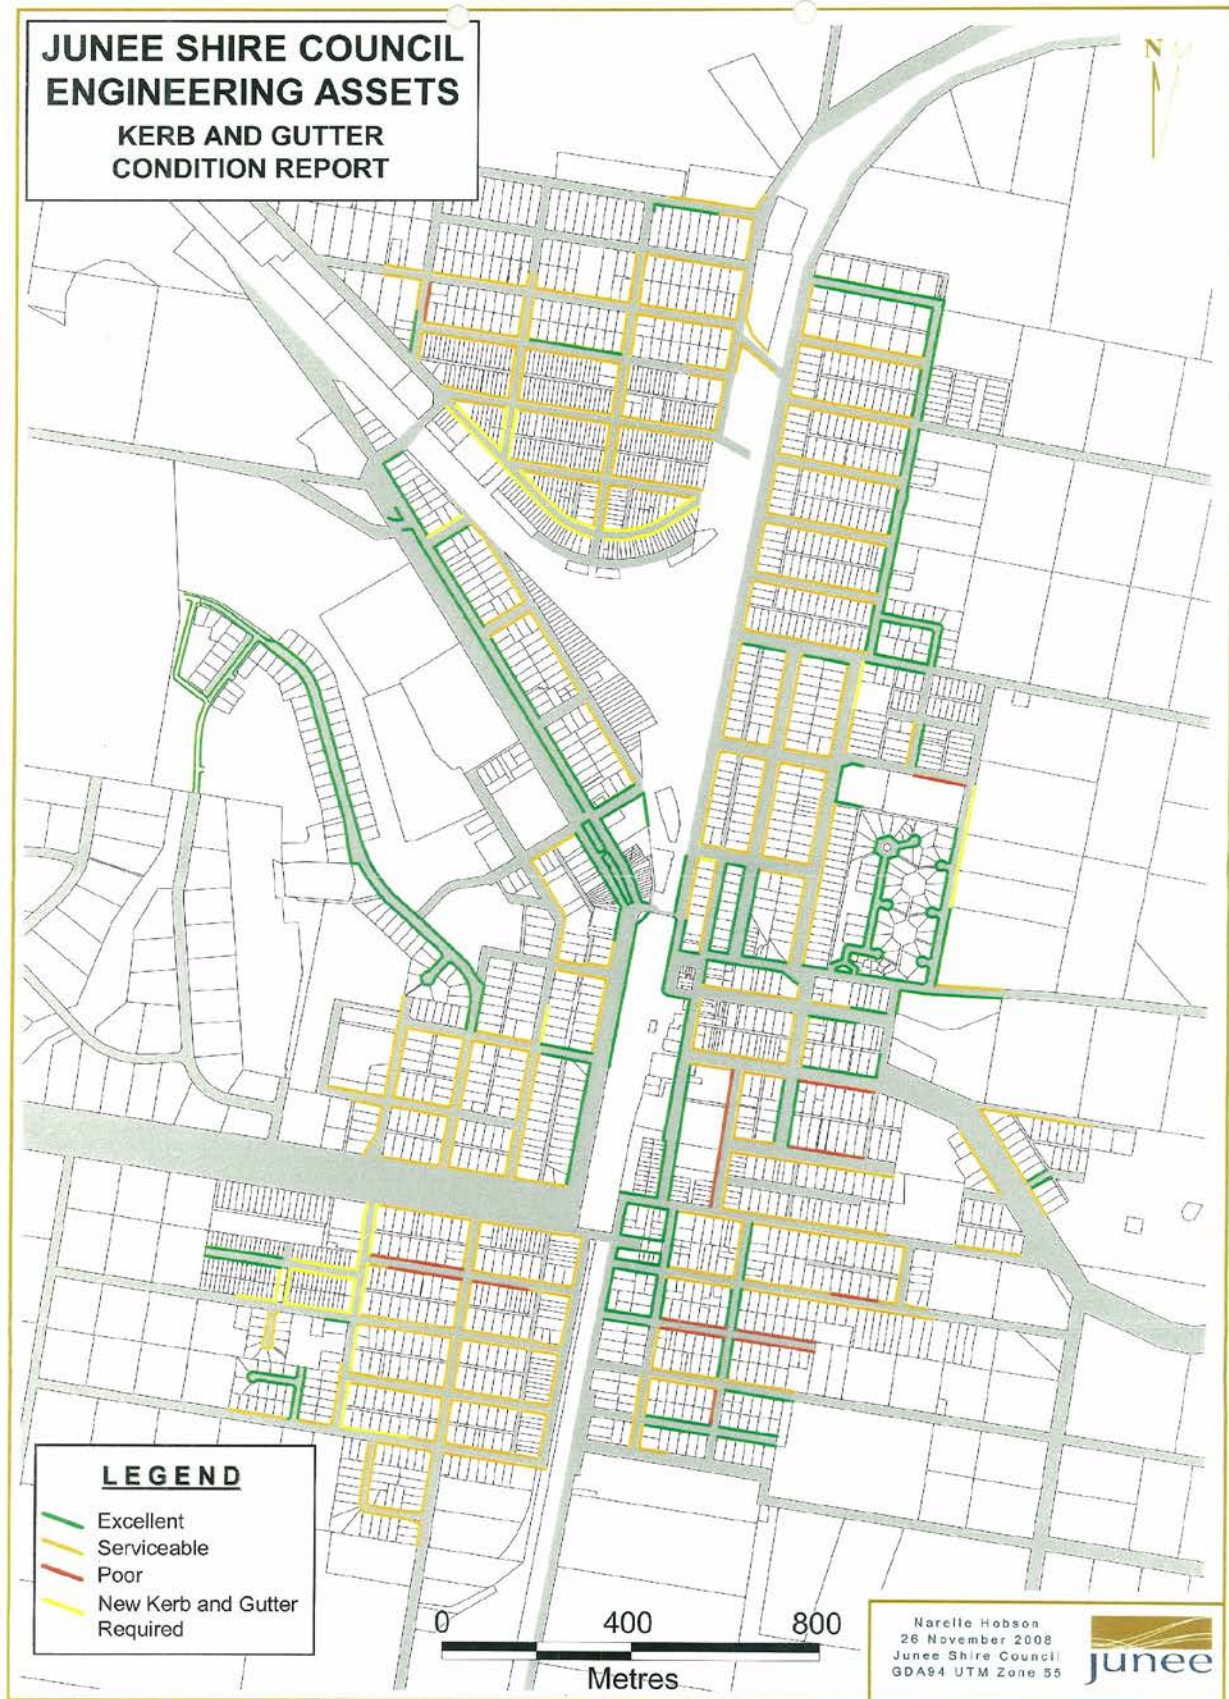 JUNEE SHIRE COUNCIL
ENGINEERING ASSETS
KERB AND GUTTER
CONDITION REPORT
N
LEGEND
Excellent
Serviceable
Poor
New Kerb and Gutter
Required
0 400 800
Metres
Narelle Hobson
26 November 2008
Junee Shire Council
GDA94 UTM Zone 55
junee